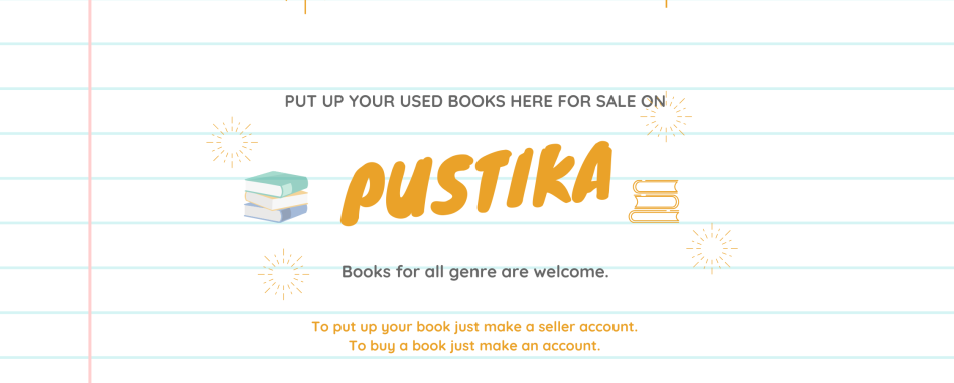 PUT UP YOUR USED BOOKS HERE FOR SALE ON
PUSTIKA
Books for all genre are welcome.
To put up your book just make a seller account.
To buy a book just make an account.